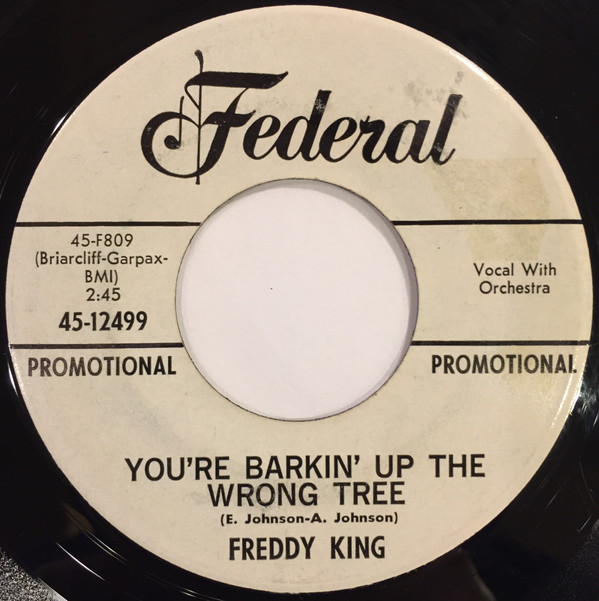 Federal
45-F809
(Briarcliff-Garpax-
BMI)
2:45
45-12499
Vocal With
Orchestra
PROMOTIONAL
PROMOTIONAL
YOU'RE BARKIN' UP THE
WRONG TREE
(E. Johnson-A. Johnson)
FREDDY KING